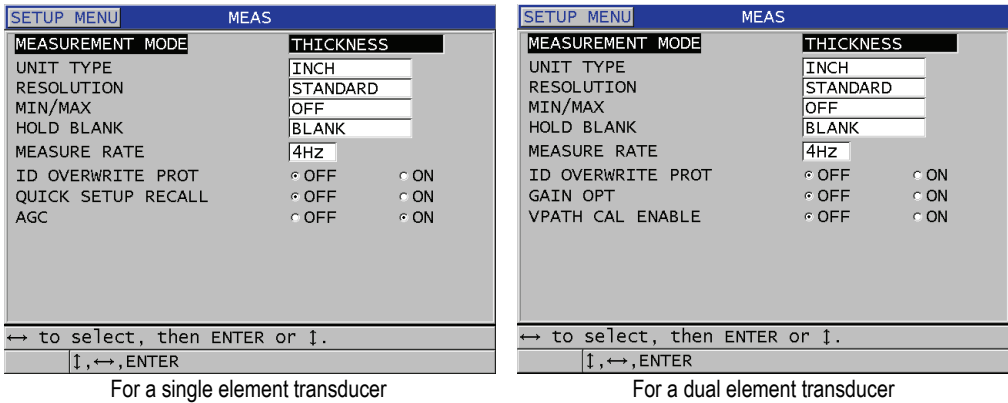 SETUP MENU MEAS
MEASUREMENT MODE THICKNESS
UNIT TYPE INCH
RESOLUTION STANDARD
MIN/MAX OFF
HOLD BLANK BLANK
MEASURE RATE 4Hz
ID OVERWRITE PROT OFF ON
QUICK SETUP RECALL OFF ON
AGC OFF ON
↔ to select, then ENTER or ↕.
↕,↔,ENTER
For a single element transducer
SETUP MENU MEAS
MEASUREMENT MODE THICKNESS
UNIT TYPE INCH
RESOLUTION STANDARD
MIN/MAX OFF
HOLD BLANK BLANK
MEASURE RATE 4Hz
ID OVERWRITE PROT OFF ON
GAIN OPT OFF ON
VPATH CAL ENABLE OFF ON
↔ to select, then ENTER or ↕.
↕,↔,ENTER
For a dual element transducer